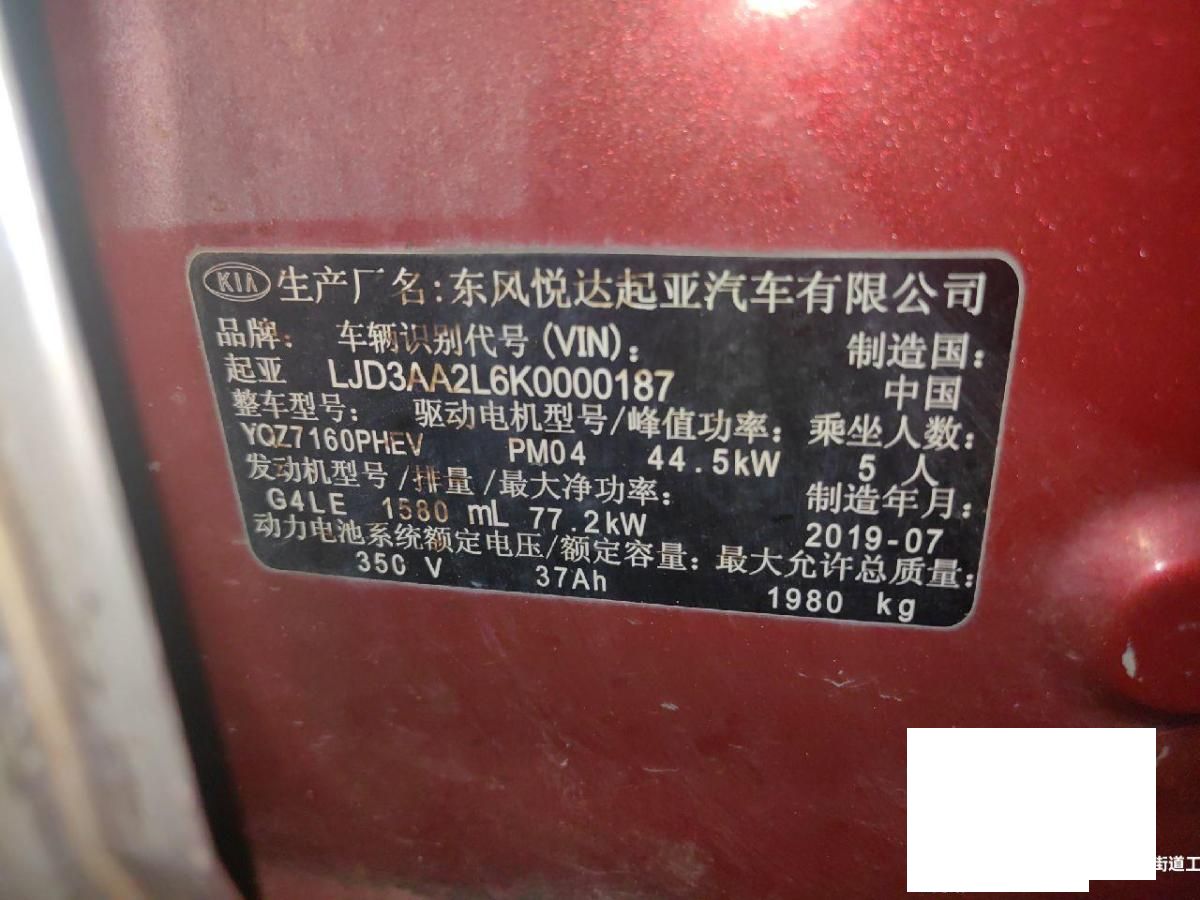 KIA 生产厂名：东风悦达起亚汽车有限公司
品牌： 车辆识别代号(VIN)： 制造国：
起亚 LJD3AA2L6K0000187 中国
整车型号： 驱动电机型号/峰值功率： 乘坐人数：
YQZ7160PHEV PM04 44.5kW 5 人
发动机型号/排量/最大净功率： 制造年月：
G4LE 1580 mL 77.2kW 2019-07
动力电池系统额定电压/额定容量： 最大允许总质量：
350 V 37Ah 1980 kg
街道工